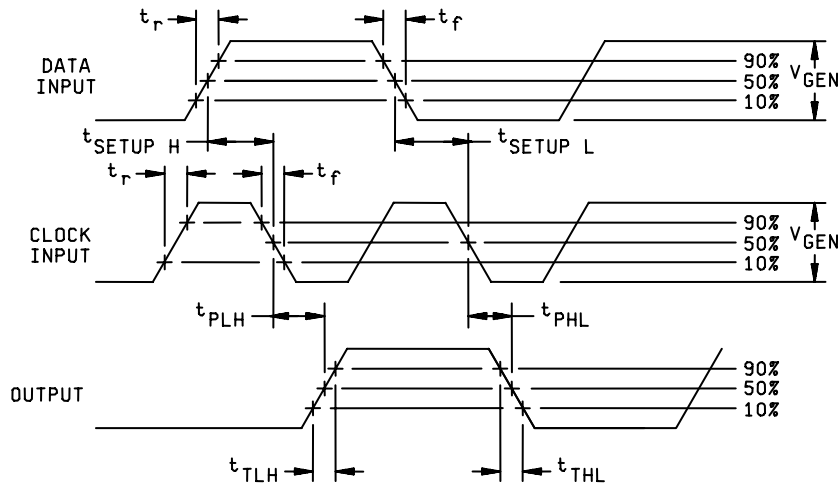 t_r t_f
DATA INPUT
90%
50%
10%
V_GEN
t_SETUP H t_SETUP L
t_r t_f
CLOCK INPUT
90%
50%
10%
V_GEN
t_PLH t_PHL
OUTPUT
90%
50%
10%
t_TLH t_THL